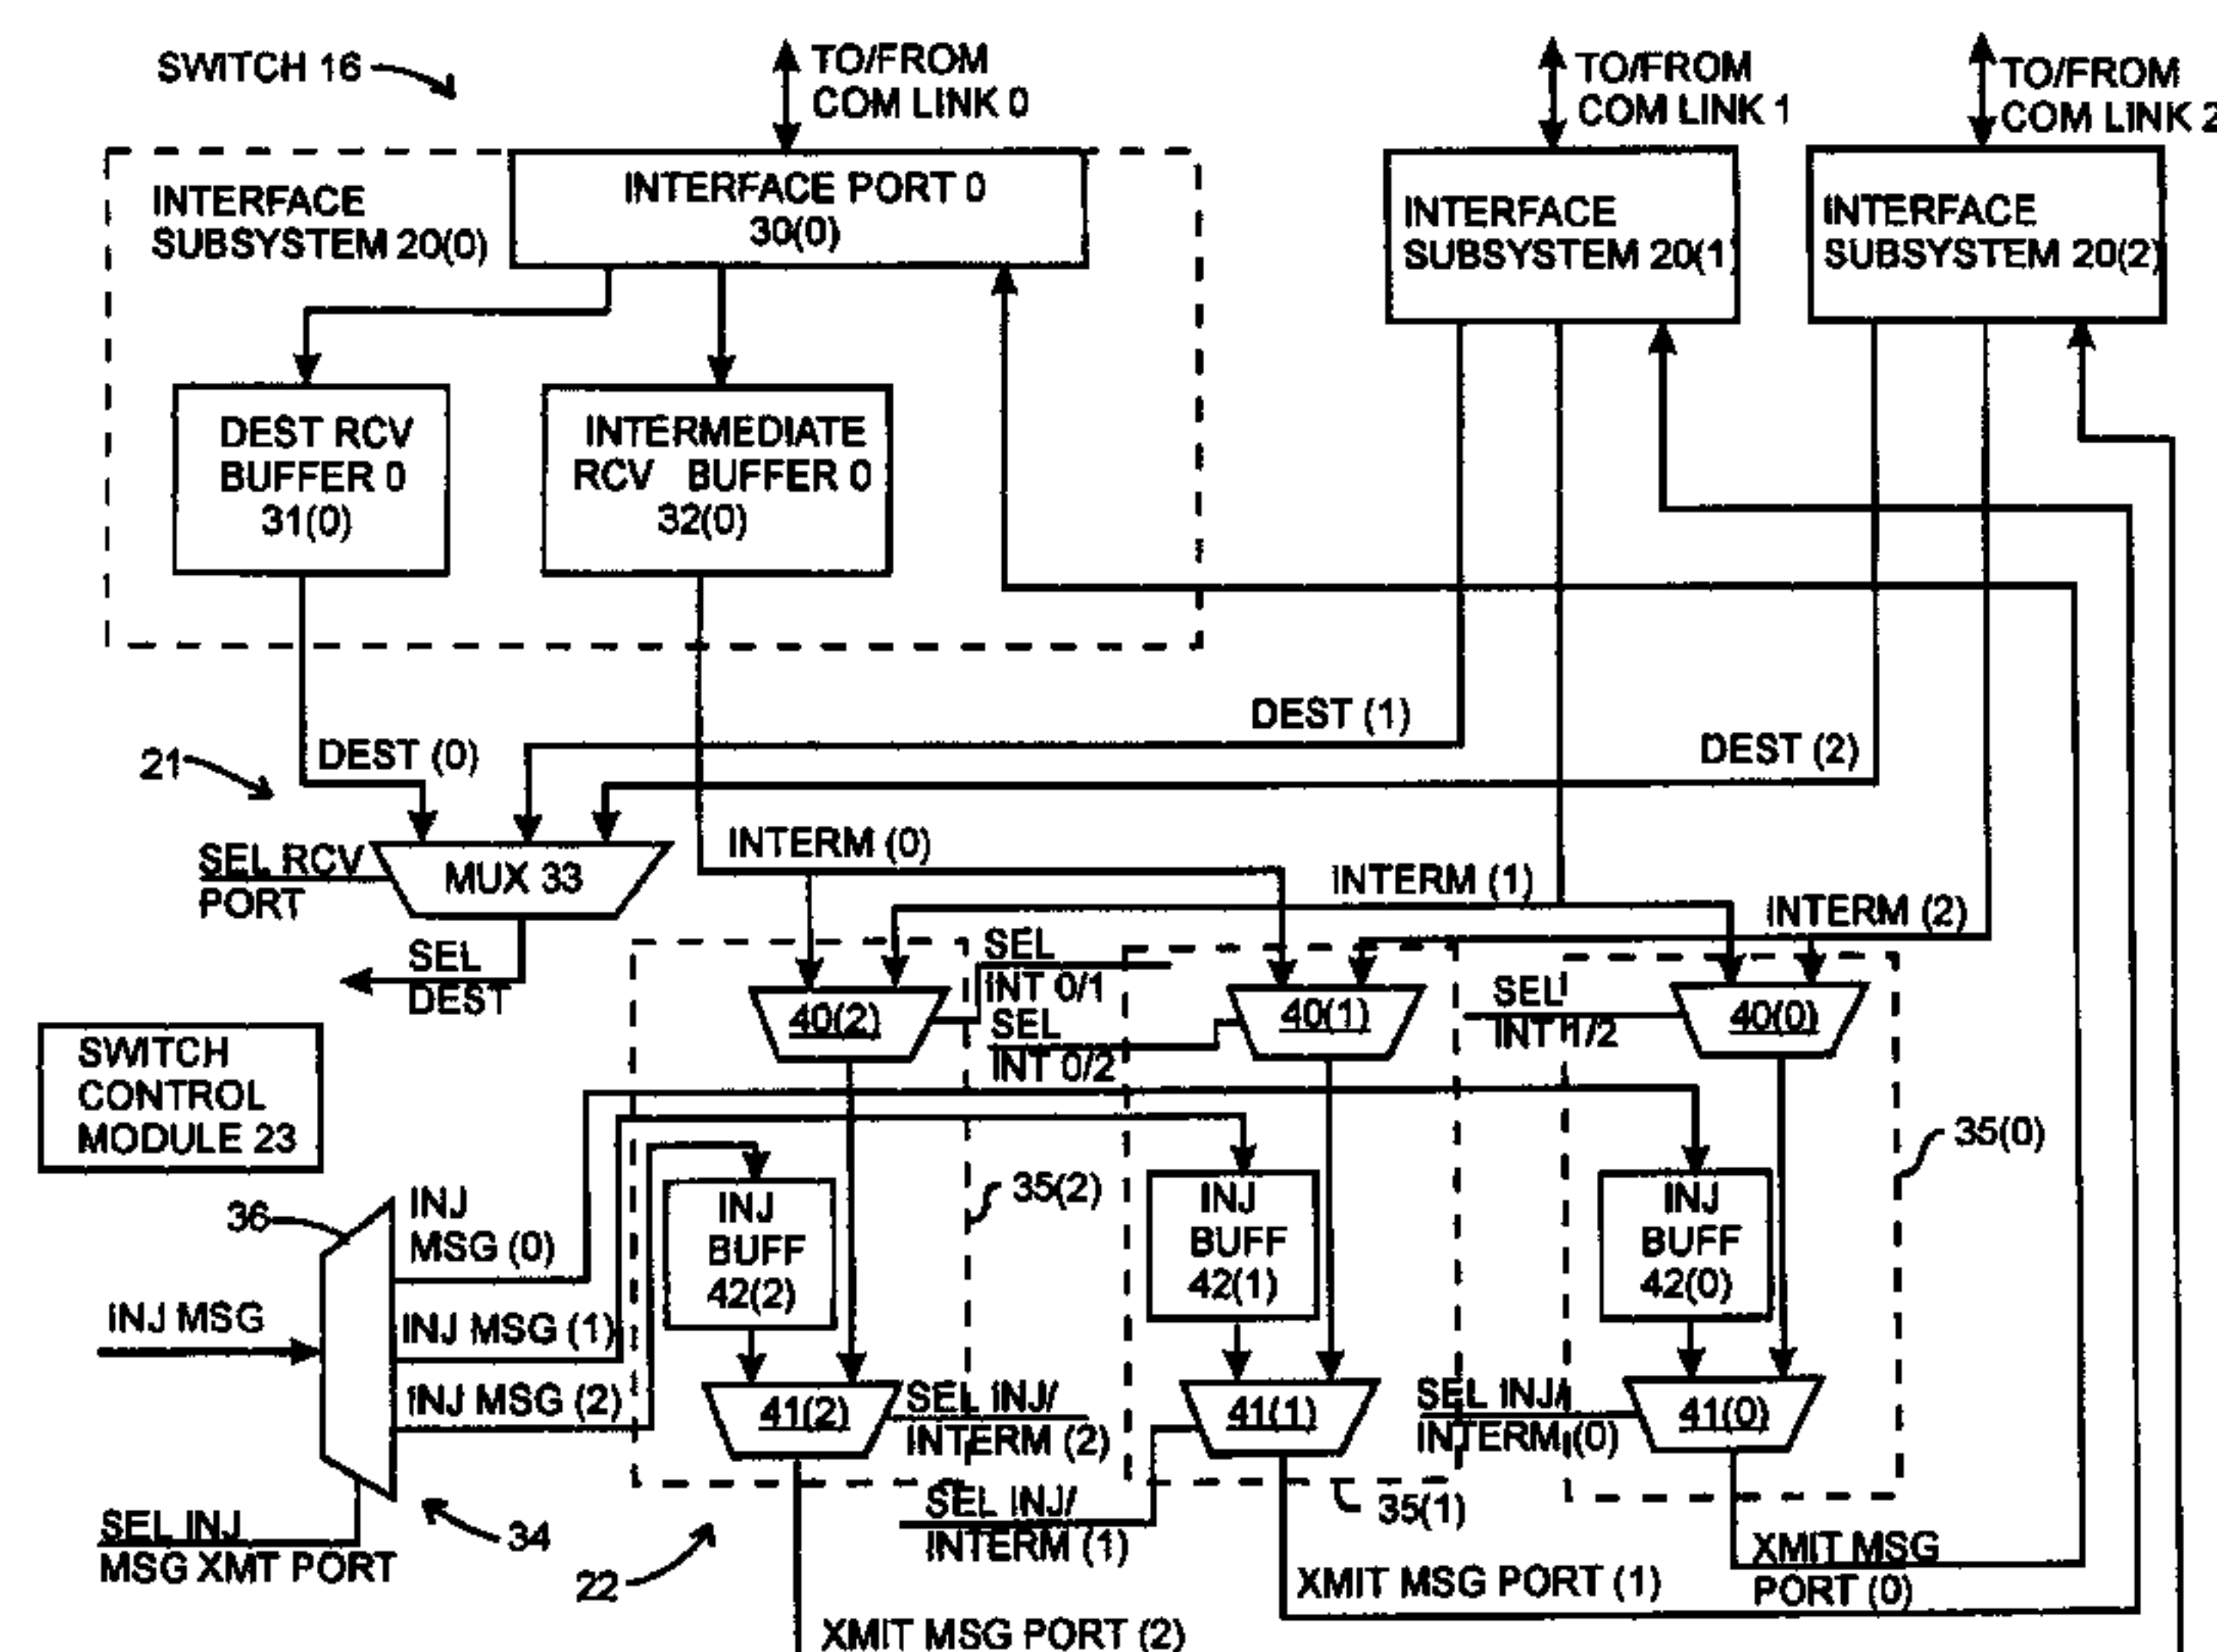 SWITCH 16
TO/FROM
COM LINK 0
TO/FROM
COM LINK 1
TO/FROM
COM LINK 2
INTERFACE
SUBSYSTEM 20(0)
INTERFACE PORT 0
30(0)
INTERFACE
SUBSYSTEM 20(1)
INTERFACE
SUBSYSTEM 20(2)
DEST RCV
BUFFER 0
31(0)
INTERMEDIATE
RCV BUFFER 0
32(0)
DEST (1)
DEST (2)
21
DEST (0)
SEL RCV
PORT
MUX 33
INTERM (0)
INTERM (1)
INTERM (2)
SEL
DEST
SEL
INT 0/1
SEL
INT 0/2
SEL
INT 1/2
40(2)
40(1)
40(0)
SWITCH
CONTROL
MODULE 23
35(0)
35(2)
36
INJ
MSG (0)
INJ
BUFF
42(2)
INJ
BUFF
42(1)
INJ
BUFF
42(0)
INJ MSG
INJ MSG (1)
INJ MSG (2)
41(2)
SEL INJ/
INTERM (2)
41(1)
SEL INJ/
INTERM (0)
41(0)
SEL INJ
MSG XMT PORT
34
22
SEL INJ/
INTERM (1)
35(1)
XMIT MSG
PORT (0)
XMIT MSG PORT (1)
XMIT MSG PORT (2)